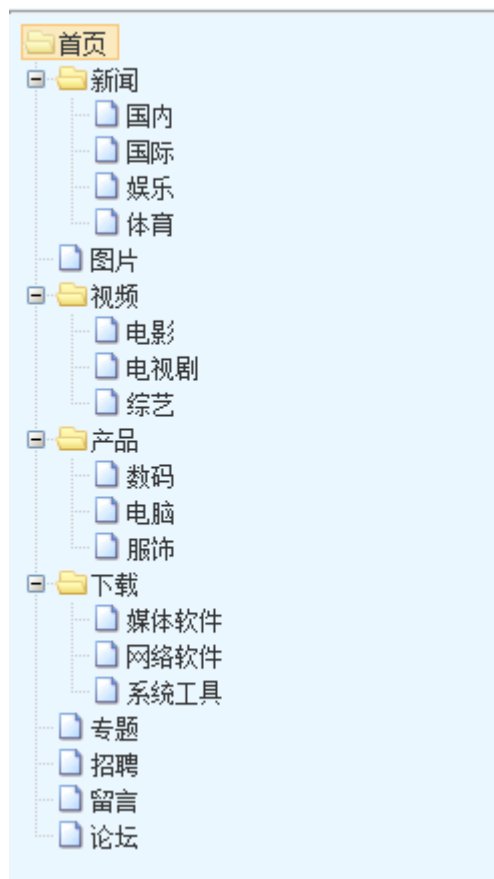 首页
新闻
国内
国际
娱乐
体育
图片
视频
电影
电视剧
综艺
产品
数码
电脑
服饰
下载
媒体软件
网络软件
系统工具
专题
招聘
留言
论坛